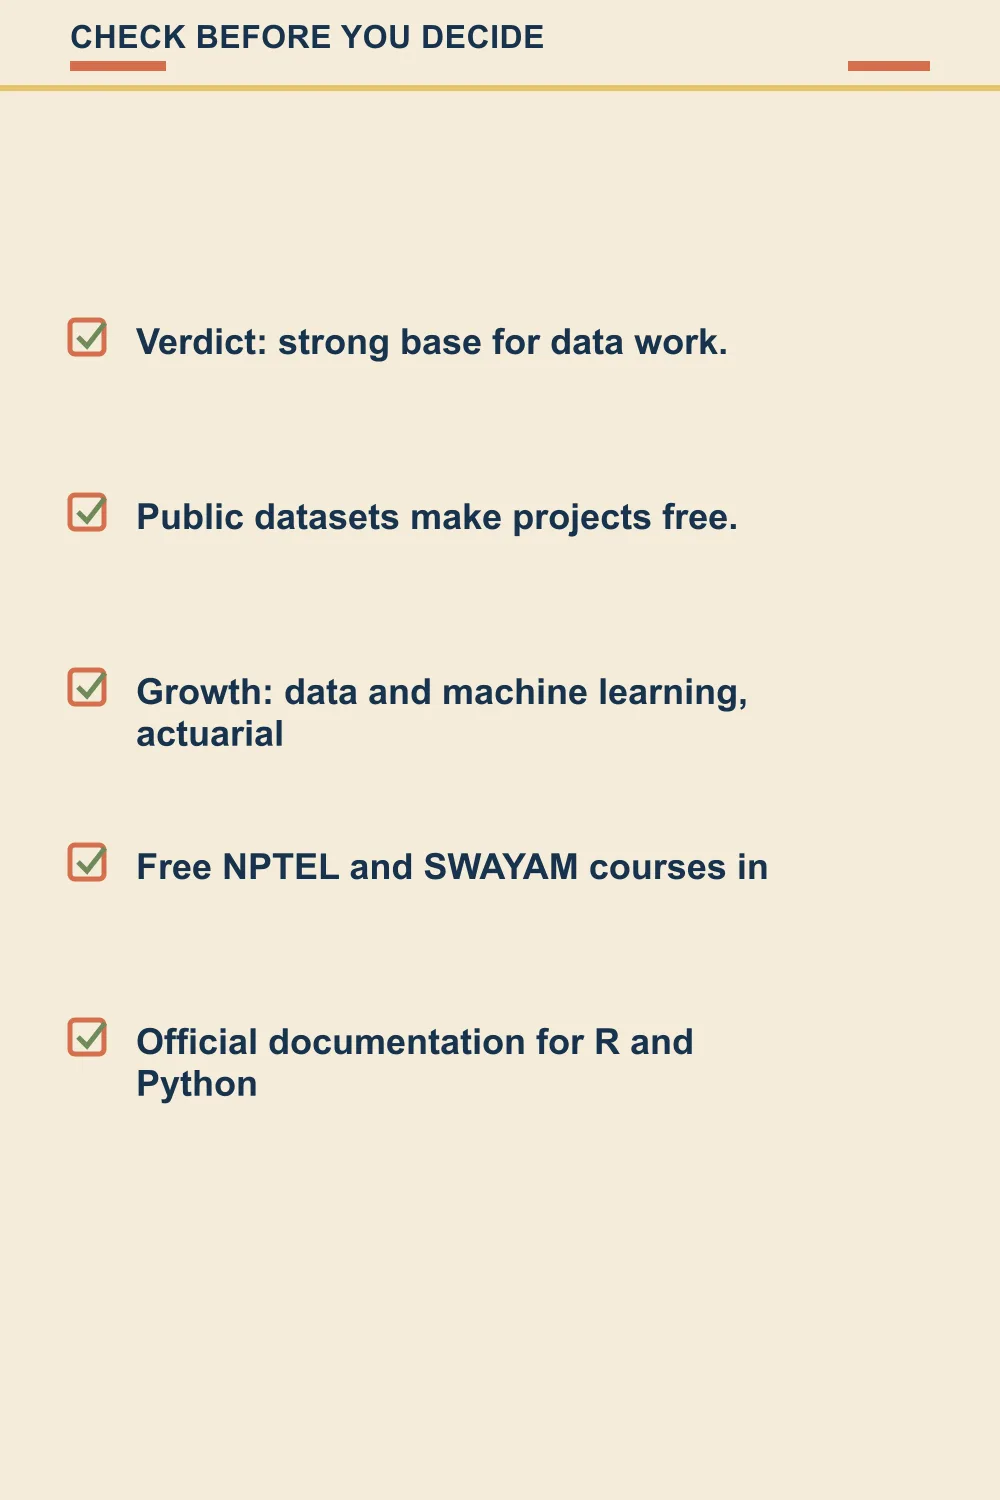 CHECK BEFORE YOU DECIDE
Verdict: strong base for data work.
Public datasets make projects free.
Growth: data and machine learning,
actuarial
Free NPTEL and SWAYAM courses in
Official documentation for R and
Python